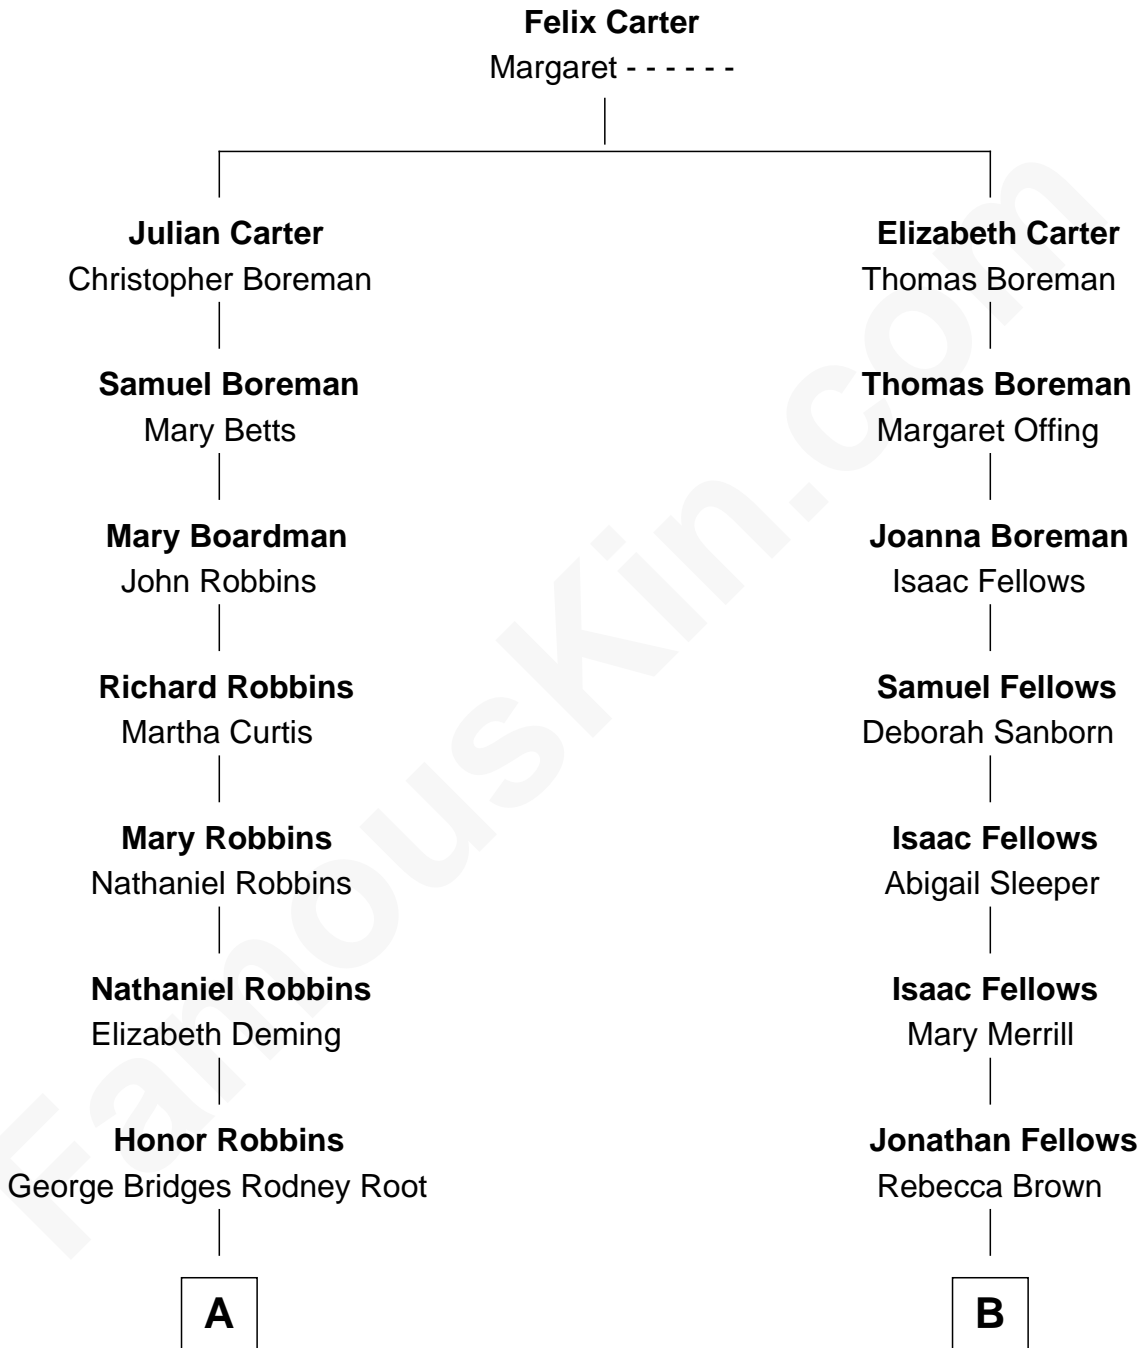 Felix Carter
Margaret - - - - - -
Julian Carter
Christopher Boreman
Elizabeth Carter
Thomas Boreman
Samuel Boreman
Mary Betts
Thomas Boreman
Margaret Offing
Mary Boardman
John Robbins
Joanna Boreman
Isaac Fellows
Richard Robbins
Martha Curtis
Samuel Fellows
Deborah Sanborn
Mary Robbins
Nathaniel Robbins
Isaac Fellows
Abigail Sleeper
Nathaniel Robbins
Elizabeth Deming
Isaac Fellows
Mary Merrill
Honor Robbins
George Bridges Rodney Root
Jonathan Fellows
Rebecca Brown
A
B
FamousKin.com